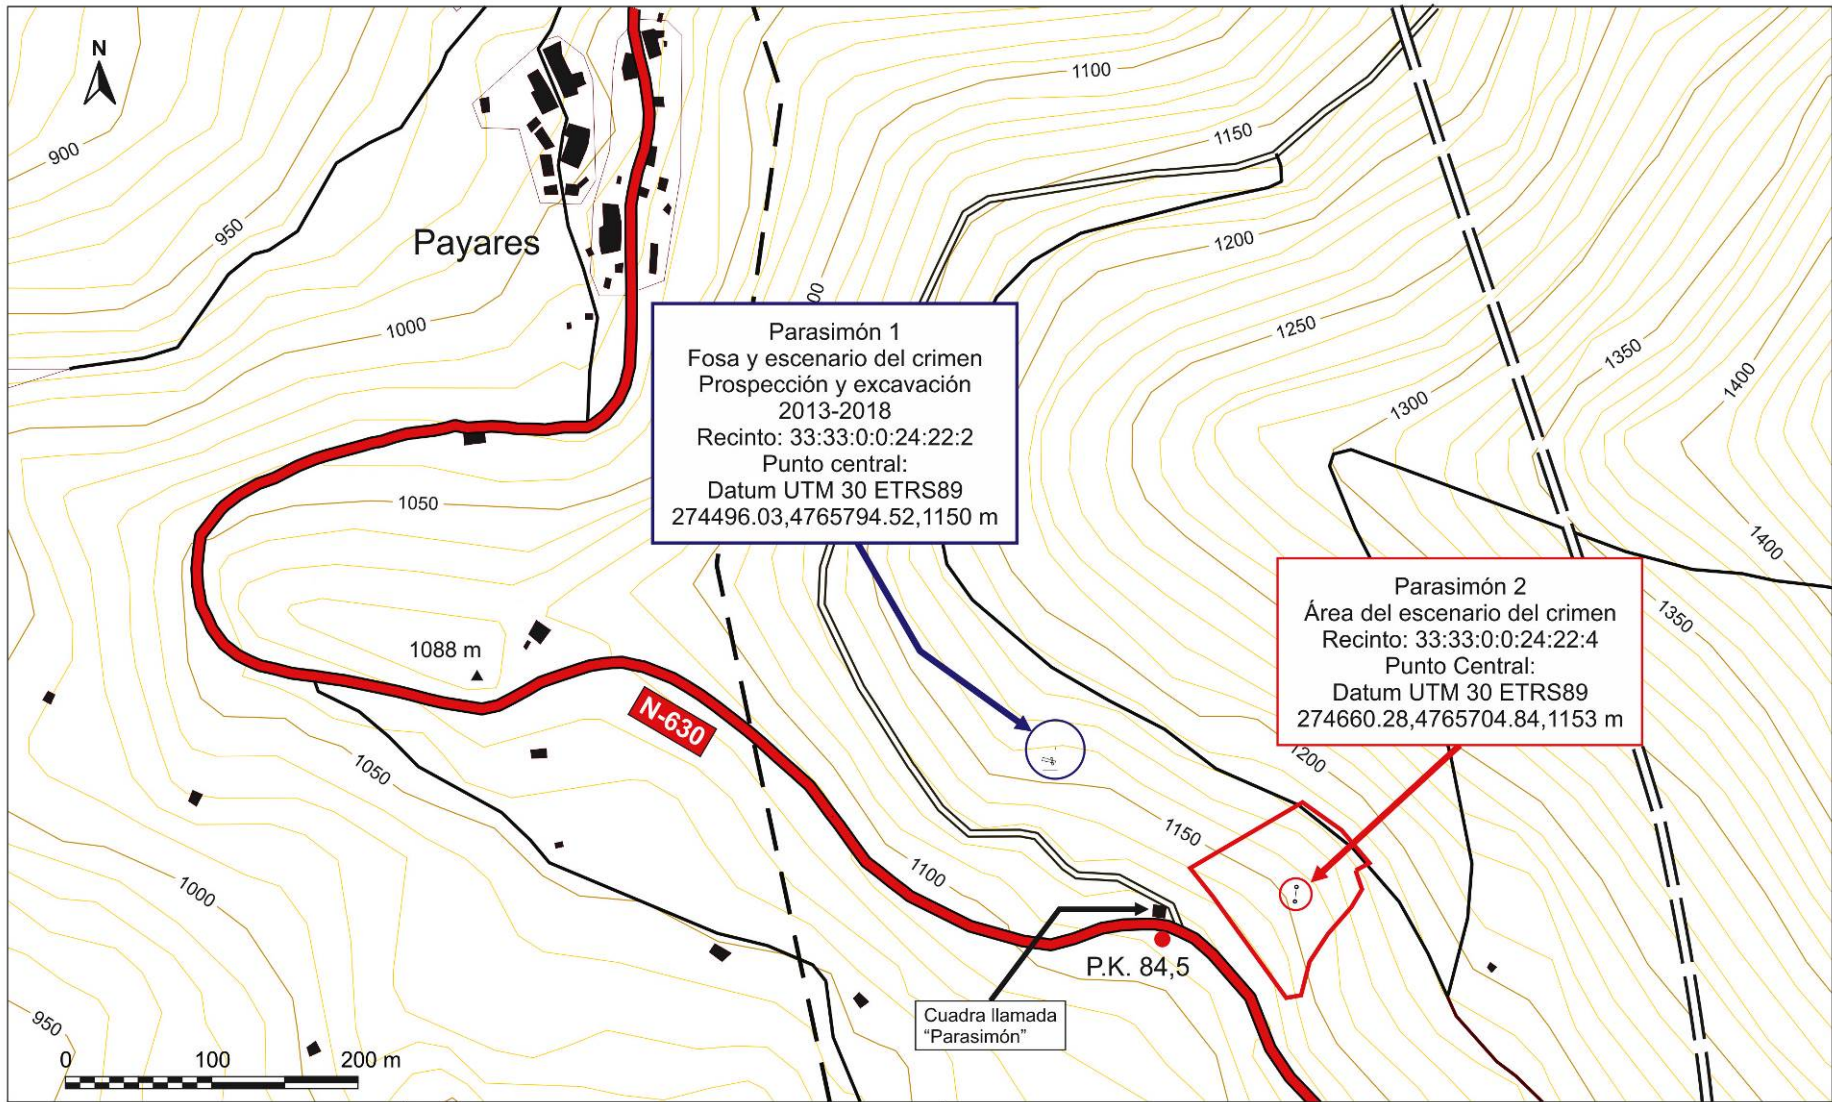 N
1100
900
1150
950
Payares
1200
00
1000
1250
1350
1400
1300
Parasimón 1
Fosa y escenario del crimen
Prospección y excavación
2013-2018
Recinto: 33:33:0:0:24:22:2
Punto central:
Datum UTM 30 ETRS89
274496.03,4765794.52,1150 m
1050
1400
Parasimón 2
Área del escenario del crimen
Recinto: 33:33:0:0:24:22:4
Punto Central:
Datum UTM 30 ETRS89
274660.28,4765704.84,1153 m
1350
1088 m
N-630
1200
1050
1150
1100
1000
P.K. 84,5
Cuadra llamada
“Parasimón”
950
0 100 200 m